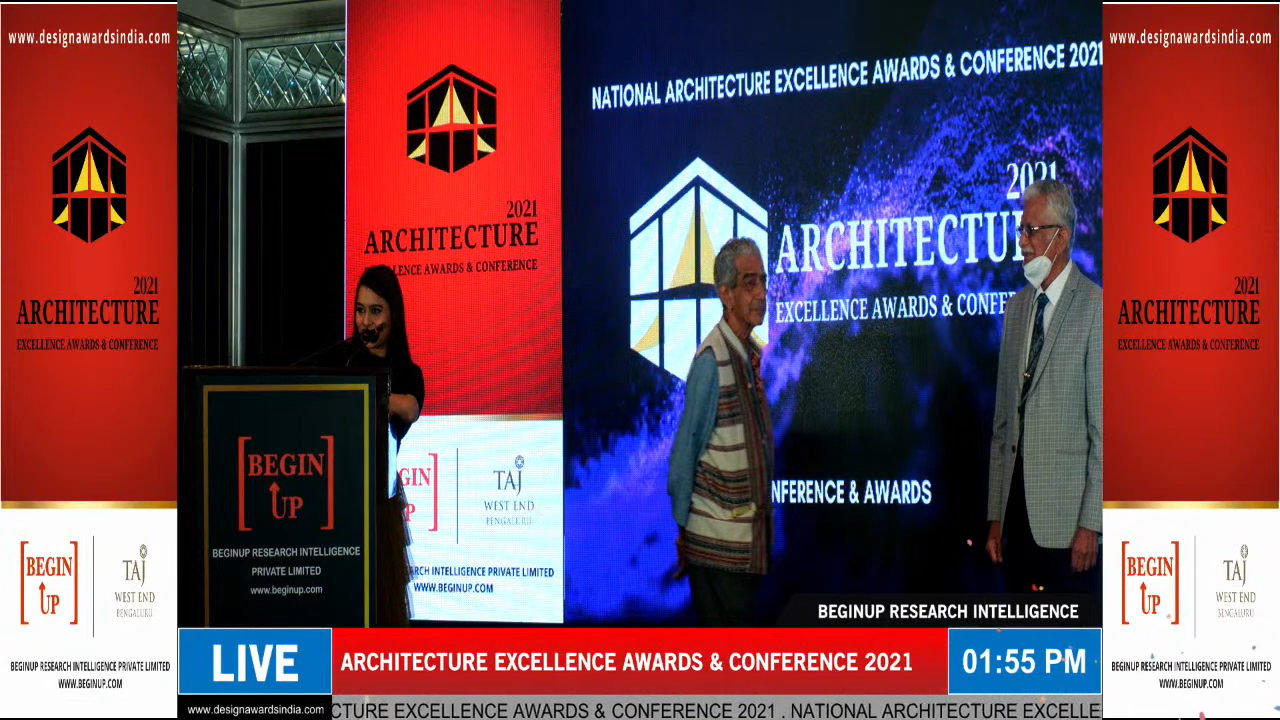 www.designawardsindia.com
2021
ARCHITECTURE
EXCELLENCE AWARDS & CONFERENCE
BEGIN
UP
TAJ
WEST END
BENGALURU
BEGINUP RESEARCH INTELLIGENCE PRIVATE LIMITED
WWW.BEGINUP.COM
2021
ARCHITECTURE
LENCE AWARDS & CONFERENCE
GIN
P
TAJ
WEST END
BENGALURU
RCH INTELLIGENCE PRIVATE LIMITED
WWW.BEGINUP.COM
BEGIN
UP
BEGINUP RESEARCH INTELLIGENCE
PRIVATE LIMITED
www.beginup.com
NATIONAL ARCHITECTURE EXCELLENCE AWARDS & CONFERENCE 2021
2021
ARCHITECTU
EXCELLENCE AWARDS & CONFE
NFERENCE & AWARDS
BEGINUP RESEARCH INTELLIGENCE
LIVE
ARCHITECTURE EXCELLENCE AWARDS & CONFERENCE 2021
01:55 PM
www.designawardsindia.com
CTURE EXCELLENCE AWARDS & CONFERENCE 2021 . NATIONAL ARCHITECTURE EXCELLE
www.designawardsindia.com
2021
ARCHITECTURE
EXCELLENCE AWARDS & CONFERENCE
BEGIN
UP
TAJ
WEST END
BENGALURU
BEGINUP RESEARCH INTELLIGENCE PRIVATE LIMITED
WWW.BEGINUP.COM